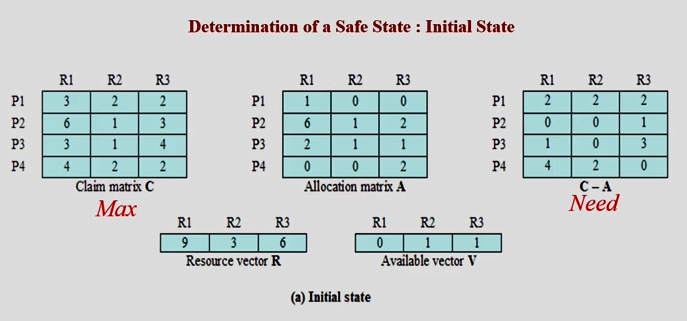 Determination of a Safe State : Initial State
R1 R2 R3
P1 3 2 2
P2 6 1 3
P3 3 1 4
P4 4 2 2
Claim matrix C
Max
R1 R2 R3
P1 1 0 0
P2 6 1 2
P3 2 1 1
P4 0 0 2
Allocation matrix A
R1 R2 R3
P1 2 2 2
P2 0 0 1
P3 1 0 3
P4 4 2 0
C – A
Need
R1 R2 R3
9 3 6
Resource vector R
R1 R2 R3
0 1 1
Available vector V
(a) Initial state